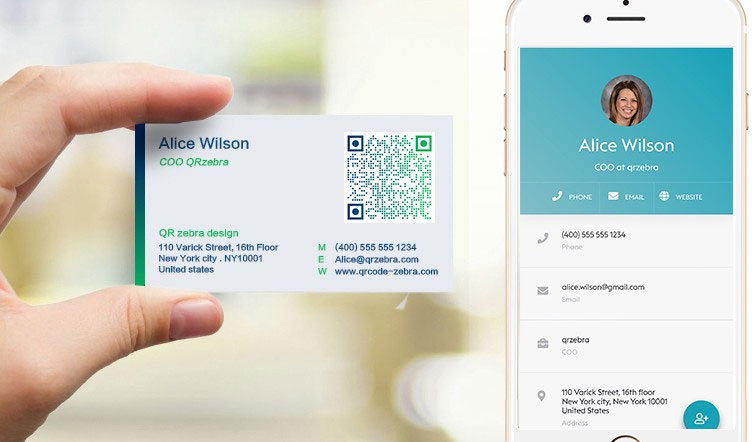 Alice Wilson
COO QRzebra
QR zebra design
110 Varick Street, 16th Floor
New York city . NY10001
United states
M (400) 555 555 1234
E Alice@qrzebra.com
W www.qrcode-zebra.com
Alice Wilson
COO at qrzebra
PHONE EMAIL WEBSITE
(400) 555 555 1234
Phone
alice.wilson@gmail.com
Email
qrzebra
COO
110 Varick Street, 16th floor
New York city, New York 10001
United States
Address